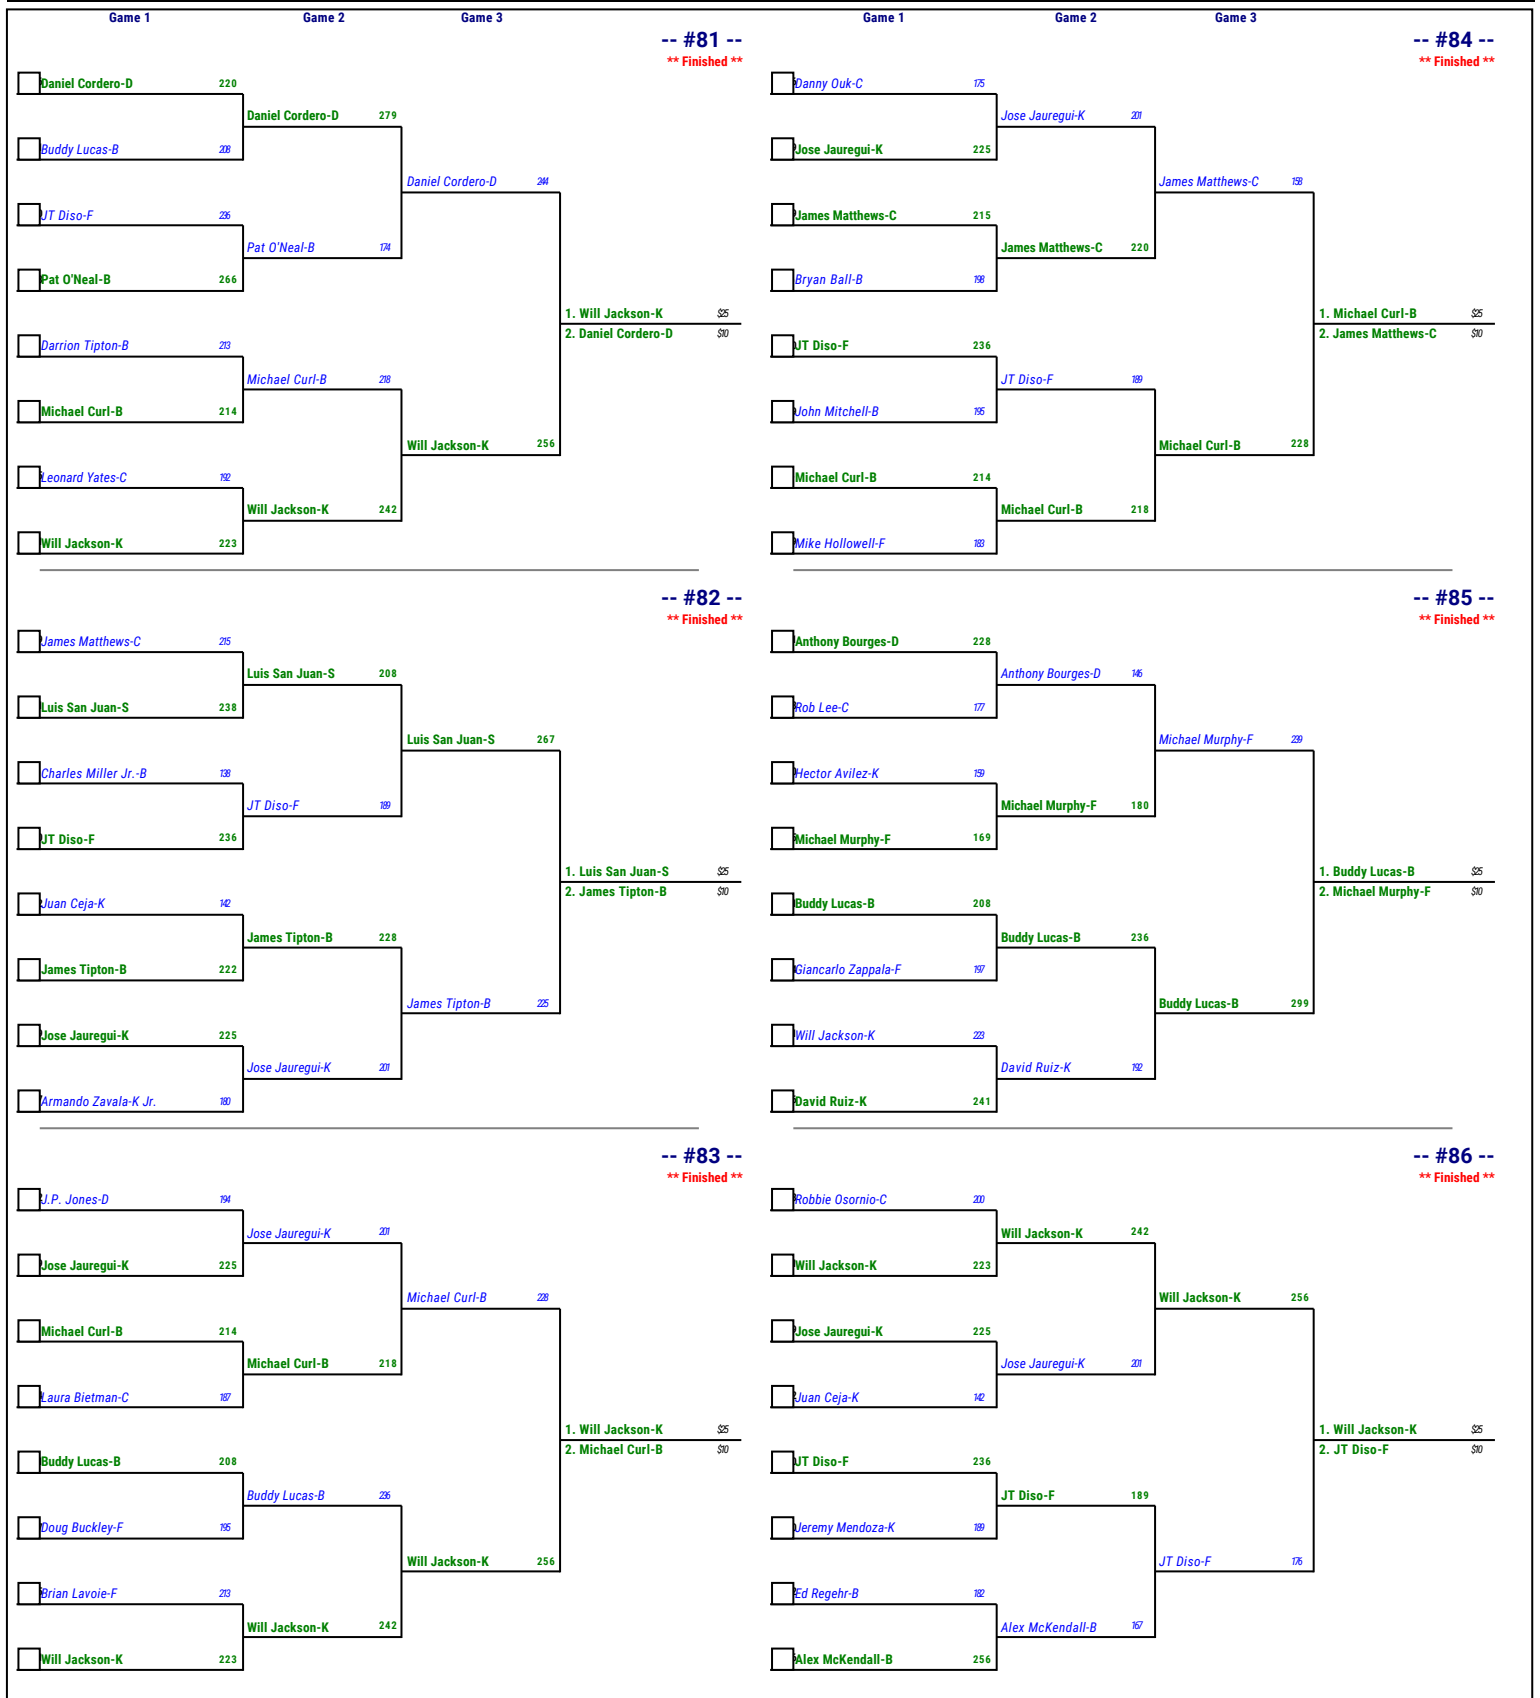 Game 1 Game 2 Game 3 Game 1 Game 2 Game 3
-- #81 --
** Finished **
Daniel Cordero-D 220
Daniel Cordero-D 279
Buddy Lucas-B 208
Daniel Cordero-D 244
JT Diso-F 236
Pat O'Neal-B 174
Pat O'Neal-B 266
1. Will Jackson-K $25
2. Daniel Cordero-D $10
Darrion Tipton-B 213
Michael Curl-B 218
Michael Curl-B 214
Will Jackson-K 256
Leonard Yates-C 192
Will Jackson-K 242
Will Jackson-K 223
-- #84 --
** Finished **
Danny Ouk-C 175
Jose Jauregui-K 201
Jose Jauregui-K 225
James Matthews-C 158
James Matthews-C 215
James Matthews-C 220
Bryan Ball-B 198
1. Michael Curl-B $25
2. James Matthews-C $10
JT Diso-F 236
JT Diso-F 189
John Mitchell-B 195
Michael Curl-B 228
Michael Curl-B 214
Michael Curl-B 218
Mike Hollowell-F 183
-- #82 --
** Finished **
James Matthews-C 215
Luis San Juan-S 208
Luis San Juan-S 238
Luis San Juan-S 267
Charles Miller Jr.-B 138
JT Diso-F 189
JT Diso-F 236
1. Luis San Juan-S $25
2. James Tipton-B $10
Juan Ceja-K 142
James Tipton-B 228
James Tipton-B 222
James Tipton-B 225
Jose Jauregui-K 225
Jose Jauregui-K 201
Armando Zavala-K Jr. 180
-- #85 --
** Finished **
Anthony Bourges-D 228
Anthony Bourges-D 146
Rob Lee-C 177
Michael Murphy-F 239
Hector Avilez-K 159
Michael Murphy-F 180
Michael Murphy-F 169
1. Buddy Lucas-B $25
2. Michael Murphy-F $10
Buddy Lucas-B 208
Buddy Lucas-B 236
Giancarlo Zappala-F 197
Buddy Lucas-B 299
Will Jackson-K 223
David Ruiz-K 192
David Ruiz-K 241
-- #83 --
** Finished **
J.P. Jones-D 194
Jose Jauregui-K 201
Jose Jauregui-K 225
Michael Curl-B 228
Michael Curl-B 214
Michael Curl-B 218
Laura Bietman-C 187
1. Will Jackson-K $25
2. Michael Curl-B $10
Buddy Lucas-B 208
Buddy Lucas-B 236
Doug Buckley-F 195
Will Jackson-K 256
Brian Lavoie-F 213
Will Jackson-K 242
Will Jackson-K 223
-- #86 --
** Finished **
Robbie Osornio-C 200
Will Jackson-K 242
Will Jackson-K 223
Will Jackson-K 256
Jose Jauregui-K 225
Jose Jauregui-K 201
Juan Ceja-K 142
1. Will Jackson-K $25
2. JT Diso-F $10
JT Diso-F 236
JT Diso-F 189
Jeremy Mendoza-K 189
JT Diso-F 176
Ed Regehr-B 182
Alex McKendall-B 167
Alex McKendall-B 256